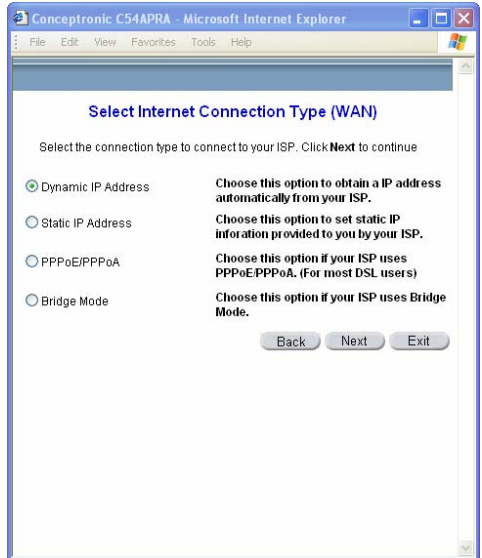 Conceptronic C54APRA - Microsoft Internet Explorer
File Edit View Favorites Tools Help
Select Internet Connection Type (WAN)
Select the connection type to connect to your ISP. Click Next to continue
Dynamic IP Address
Choose this option to obtain a IP address
automatically from your ISP.
Static IP Address
Choose this option to set static IP
inforation provided to you by your ISP.
PPPoE/PPPoA
Choose this option if your ISP uses
PPPoE/PPPoA. (For most DSL users)
Bridge Mode
Choose this option if your ISP uses Bridge
Mode.
Back Next Exit